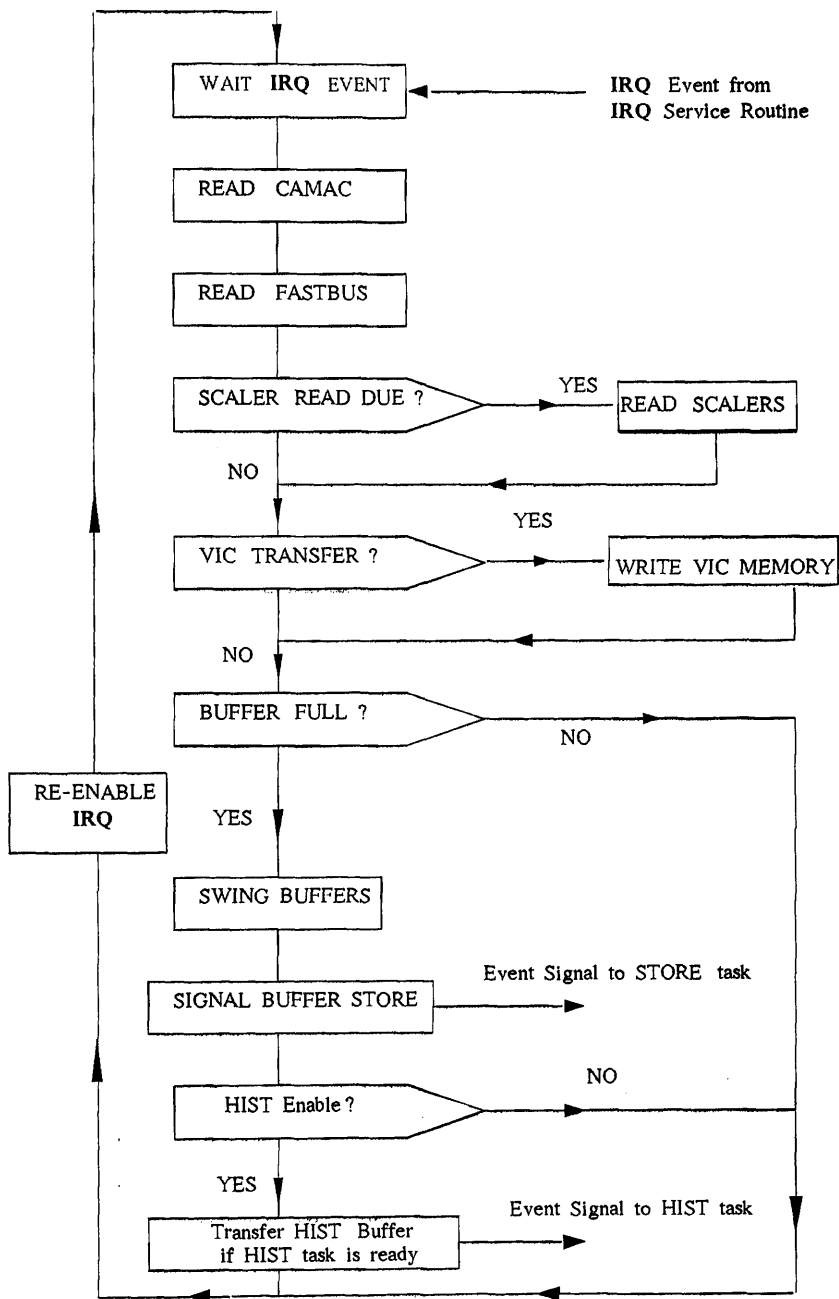 WAIT IRQ EVENT
IRQ Event from
IRQ Service Routine
READ CAMAC
READ FASTBUS
SCALER READ DUE ?
YES
READ SCALERS
NO
YES
VIC TRANSFER ?
WRITE VIC MEMORY
NO
BUFFER FULL ?
NO
RE-ENABLE
IRQ
YES
SWING BUFFERS
Event Signal to STORE task
SIGNAL BUFFER STORE
NO
HIST Enable ?
YES
Event Signal to HIST task
Transfer HIST Buffer
if HIST task is ready